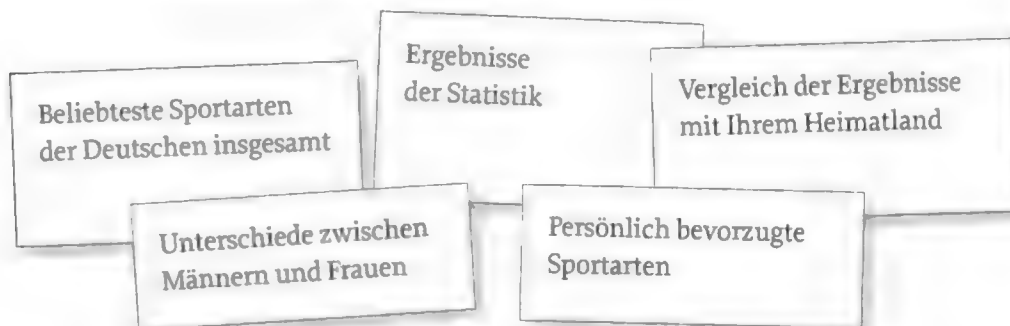 Beliebteste Sportarten
der Deutschen insgesamt
Ergebnisse
der Statistik
Vergleich der Ergebnisse
mit Ihrem Heimatland
Unterschiede zwischen
Männern und Frauen
Persönlich bevorzugte
Sportarten